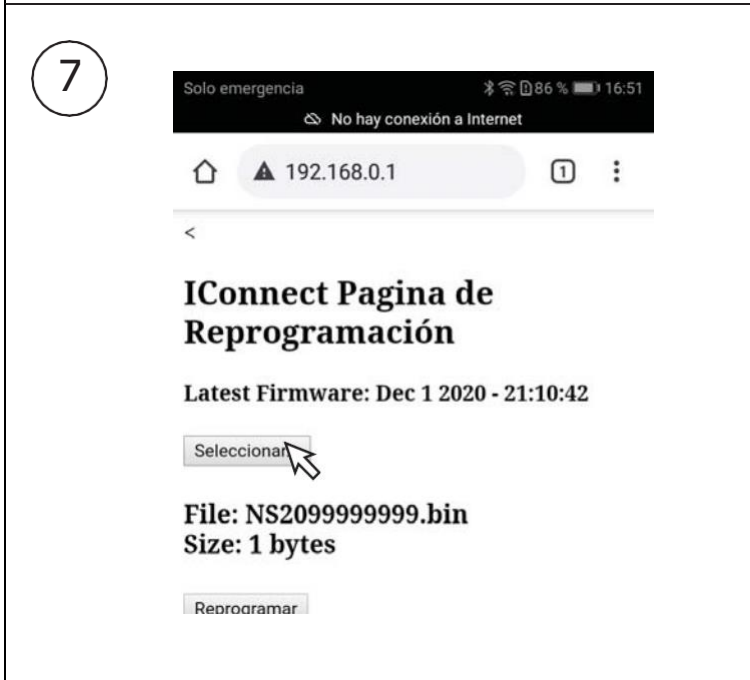 7
Solo emergencia 86 % 16:51
No hay conexión a Internet
192.168.0.1 1
<
IConnect Pagina de
Reprogramación
Latest Firmware: Dec 1 2020 - 21:10:42
Seleccionar
File: NS2099999999.bin
Size: 1 bytes
Reprogramar